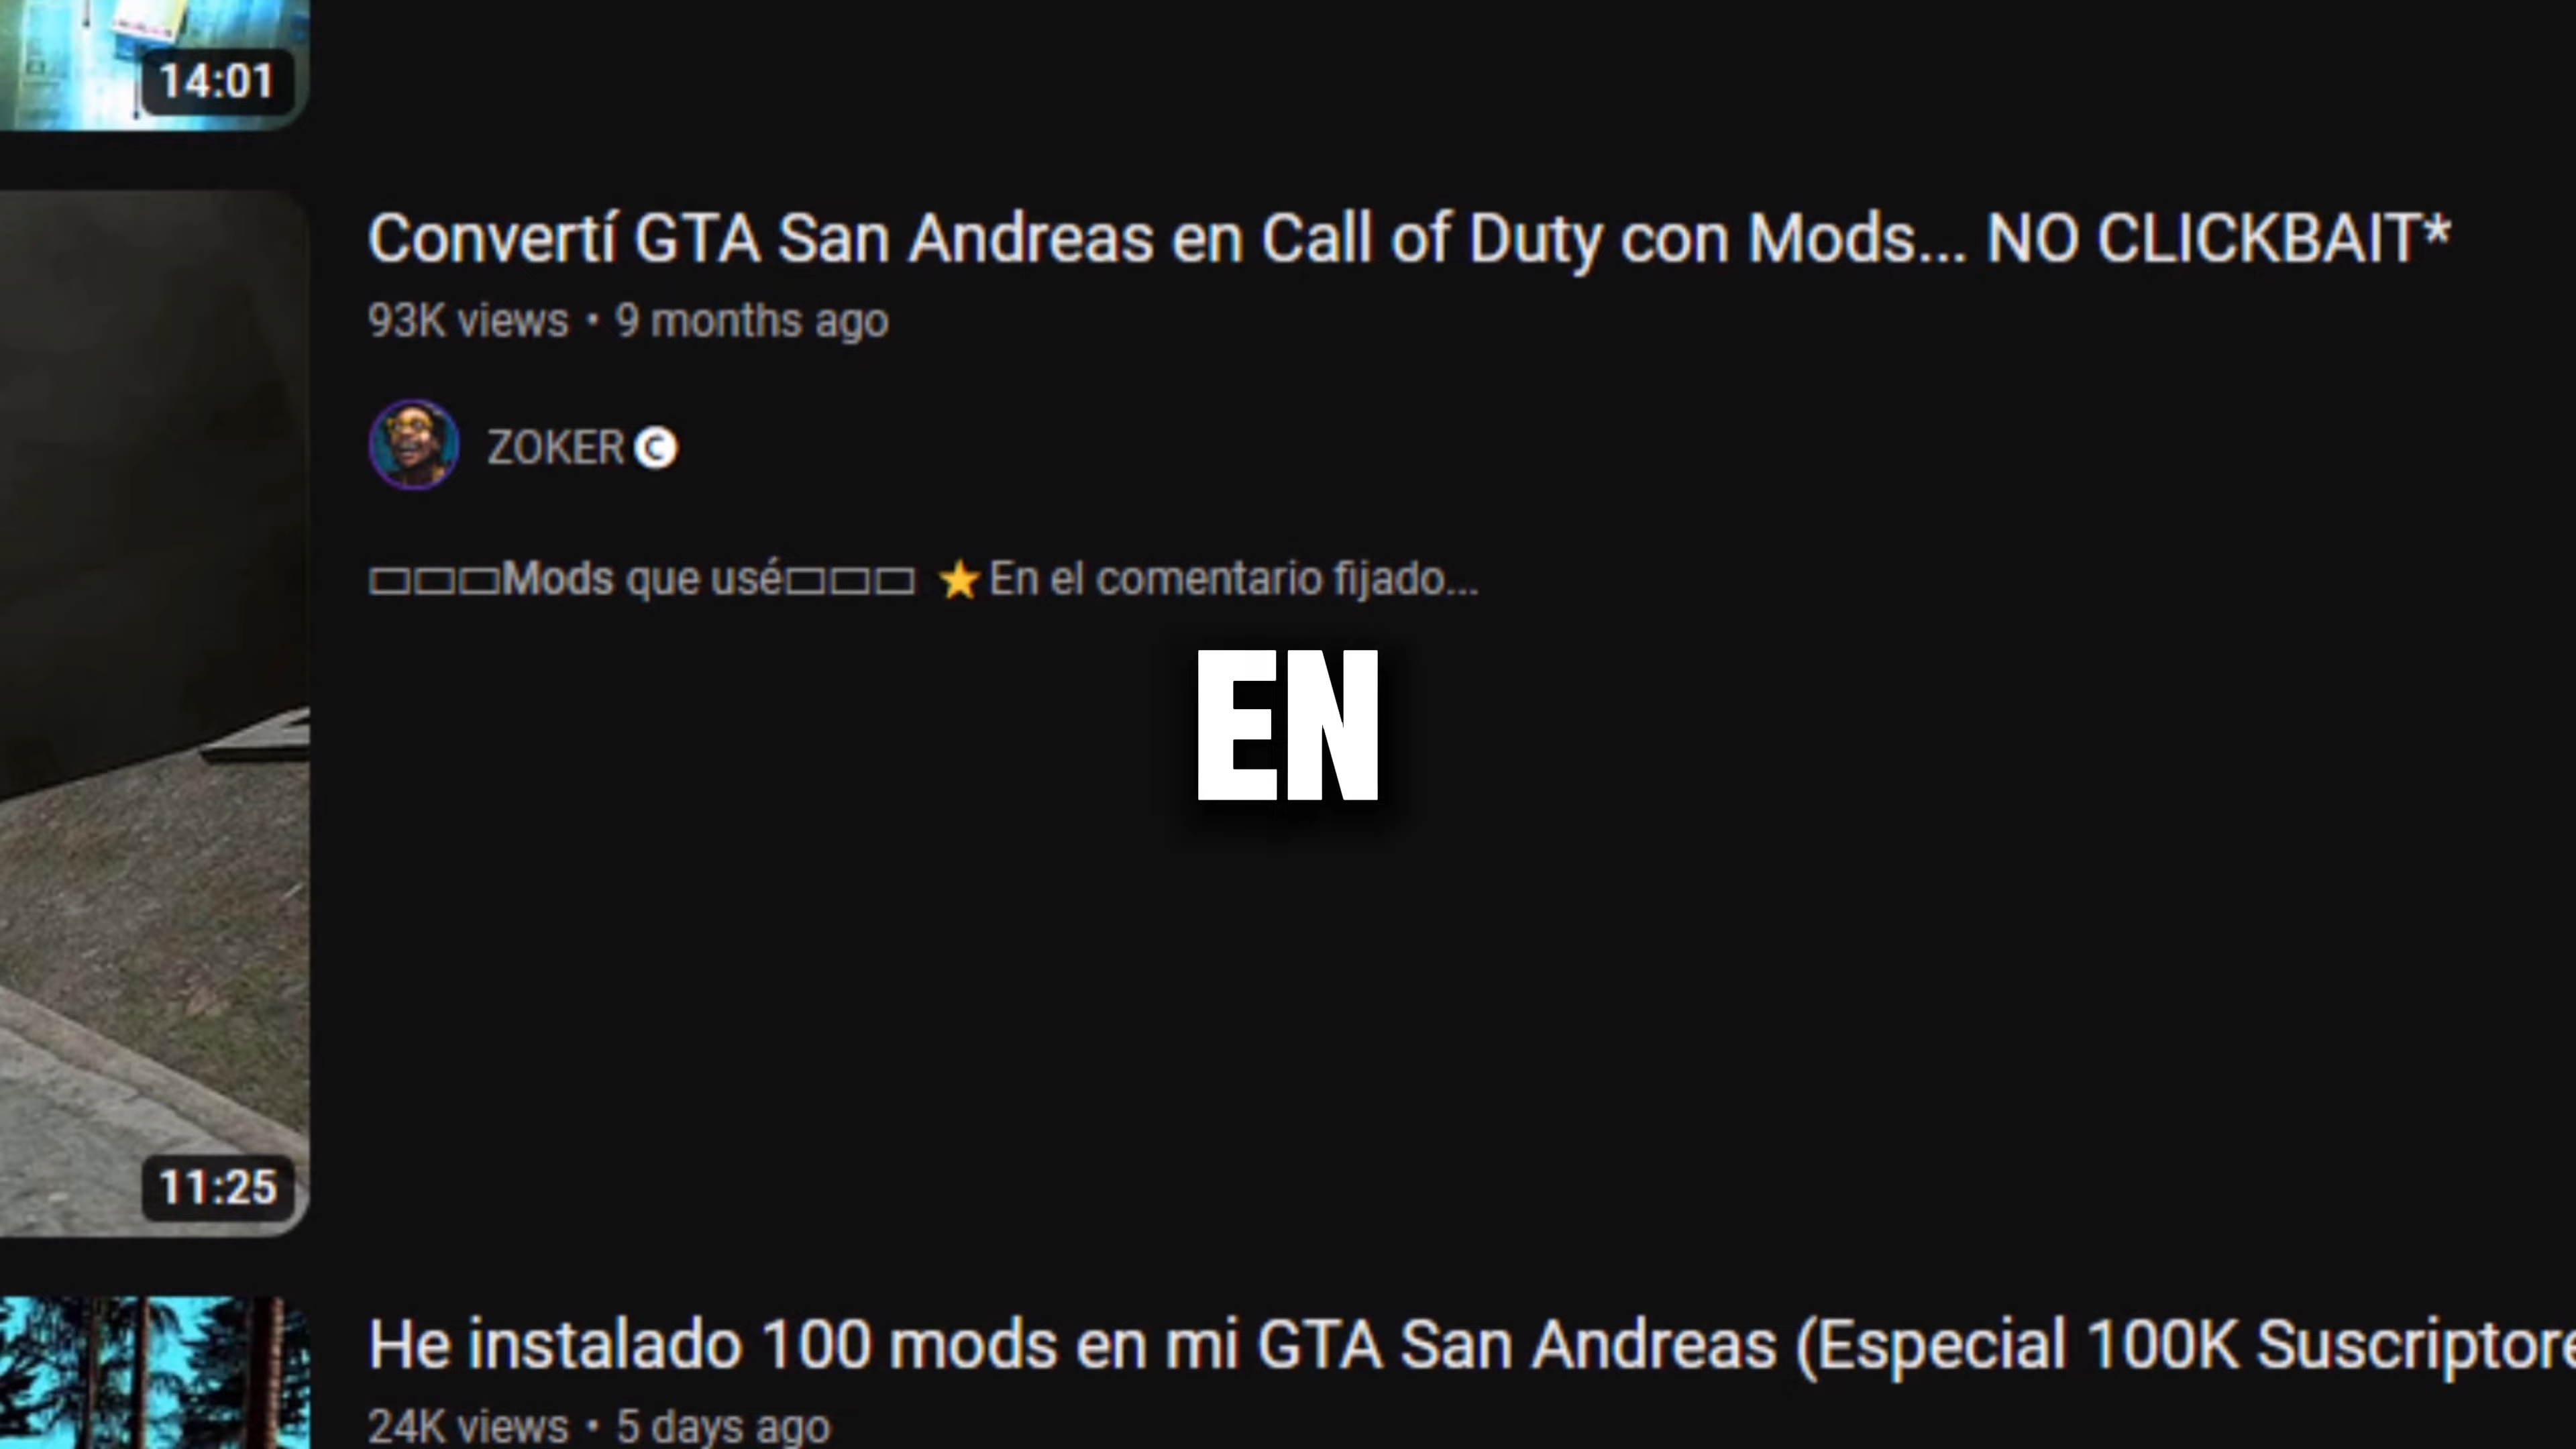 14:01
Convertí GTA San Andreas en Call of Duty con Mods... NO CLICKBAIT*
93K views • 9 months ago
ZOKER
▭▭▭Mods que usé▭▭▭ ⭐En el comentario fijado...
EN
11:25
He instalado 100 mods en mi GTA San Andreas (Especial 100K Suscriptore
24K views • 5 days ago